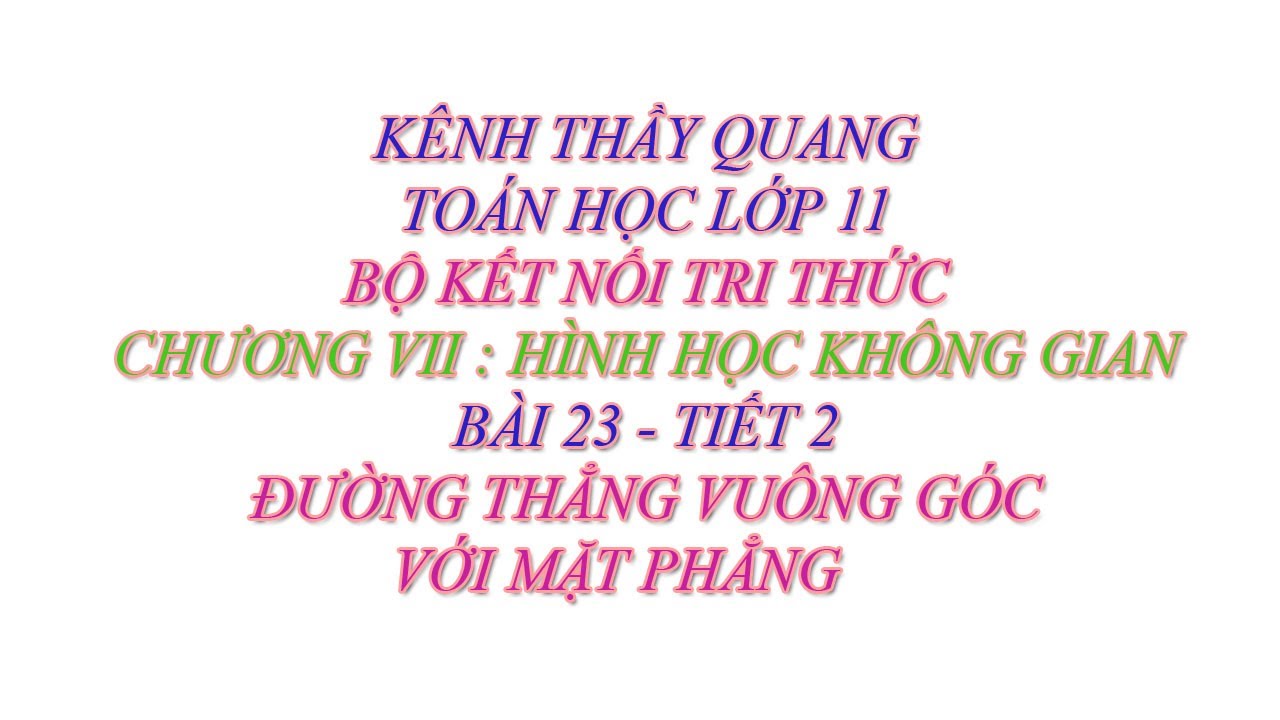 KÊNH THẦY QUANG
TOÁN HỌC LỚP 11
BỘ KẾT NỐI TRI THỨC
CHƯƠNG VII : HÌNH HỌC KHÔNG GIAN
BÀI 23 - TIẾT 2
ĐƯỜNG THẲNG VUÔNG GÓC
VỚI MẶT PHẲNG